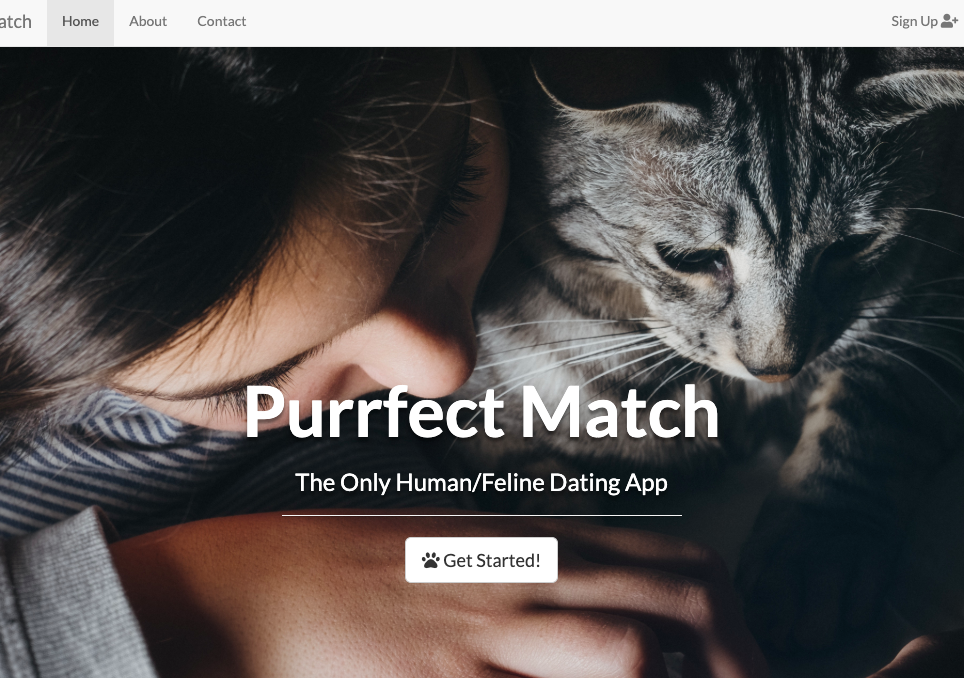 atch Home About Contact Sign Up
Purrfect Match
The Only Human/Feline Dating App
Get Started!